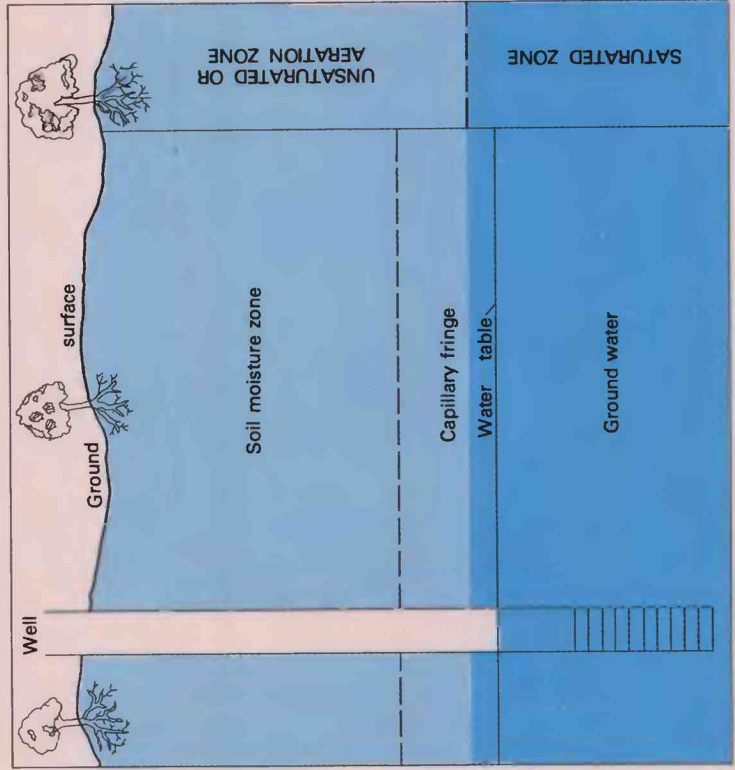 Well
Ground surface
Soil moisture zone
Capillary fringe
Water table
Ground water
UNSATURATED OR
AERATION ZONE
SATURATED ZONE